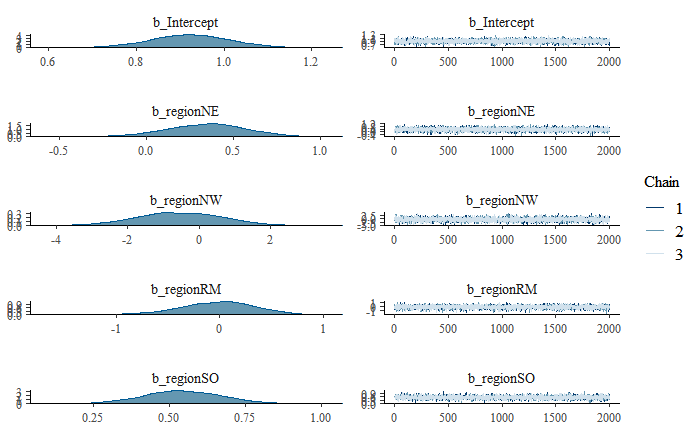 b_Intercept
0.6 0.8 1.0 1.2
b_Intercept
0 500 1000 1500 2000
b_regionNE
-0.5 0.0 0.5 1.0
b_regionNE
0 500 1000 1500 2000
b_regionNW
-4 -2 0 2
b_regionNW
0 500 1000 1500 2000
b_regionRM
-1 0 1
b_regionRM
1
0
-1
0 500 1000 1500 2000
b_regionSO
0.25 0.50 0.75 1.00
b_regionSO
0 500 1000 1500 2000
Chain
1
2
3